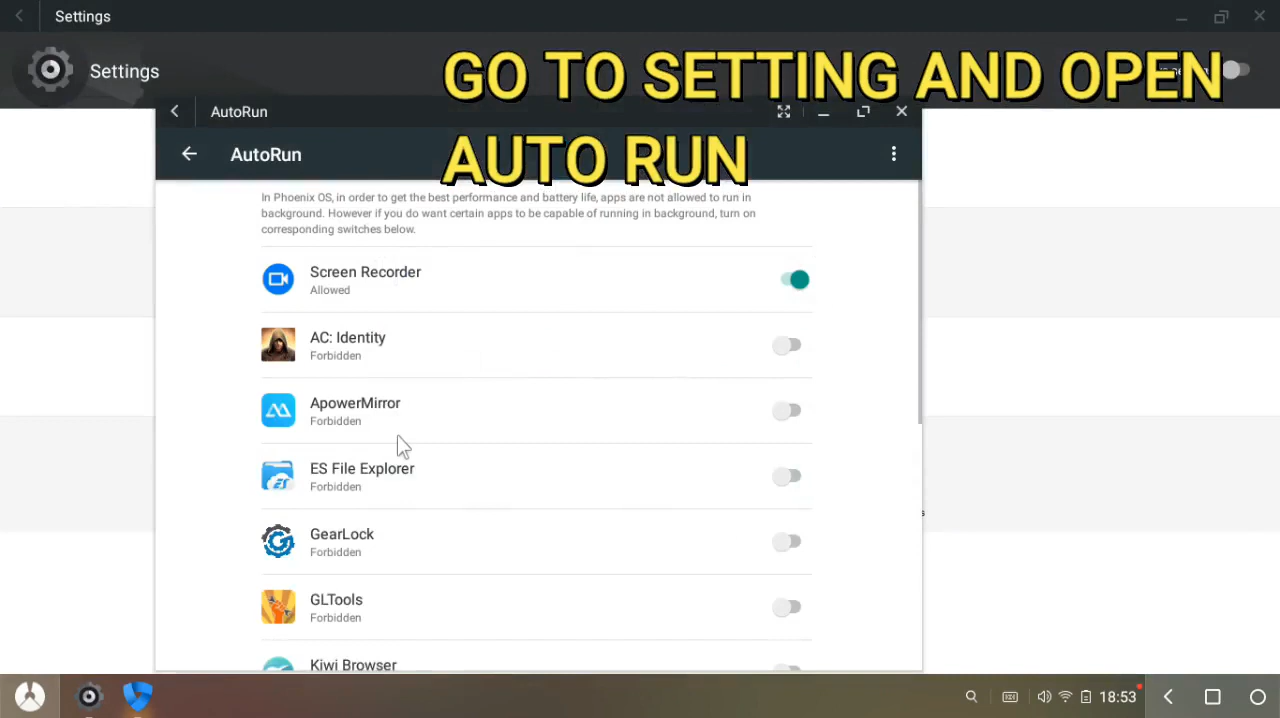 Settings
Settings
GO TO SETTING AND OPEN
AUTO RUN
AutoRun
AutoRun
In Phoenix OS, in order to get the best performance and battery life, apps are not allowed to run in
background. However if you do want certain apps to be capable of running in background, turn on
corresponding switches below.
Screen Recorder
Allowed
AC: Identity
Forbidden
ApowerMirror
Forbidden
ES File Explorer
Forbidden
GearLock
Forbidden
GLTools
Forbidden
Kiwi Browser
18:53